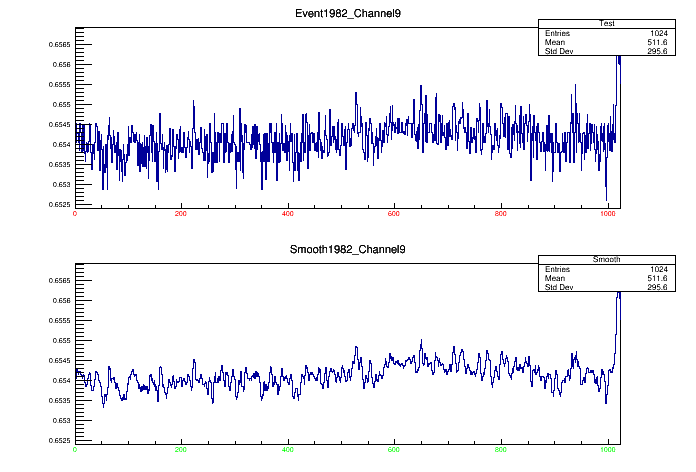 Event1982_Channel9
Test
Entries 1024
Mean 511.6
Std Dev 295.6
0.6565
0.656
0.6555
0.655
0.6545
0.654
0.6535
0.653
0.6525
0 200 400 600 800 1000
Smooth1982_Channel9
Smooth
Entries 1024
Mean 511.6
Std Dev 295.6
0.6565
0.656
0.6555
0.655
0.6545
0.654
0.6535
0.653
0.6525
0 200 400 600 800 1000